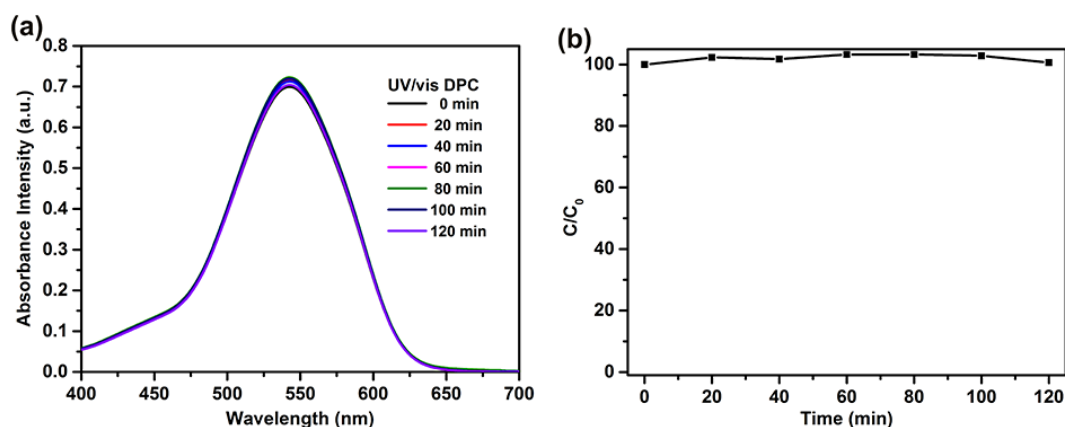 (a)
0.8
0.7
0.6
0.5
0.4
0.3
0.2
0.1
0.0
Absorbance Intensity (a.u.)
UV/vis DPC
0 min
20 min
40 min
60 min
80 min
100 min
120 min
400 450 500 550 600 650 700
Wavelength (nm)
(b)
100
80
60
40
20
0
C/C₀
0 20 40 60 80 100 120
Time (min)